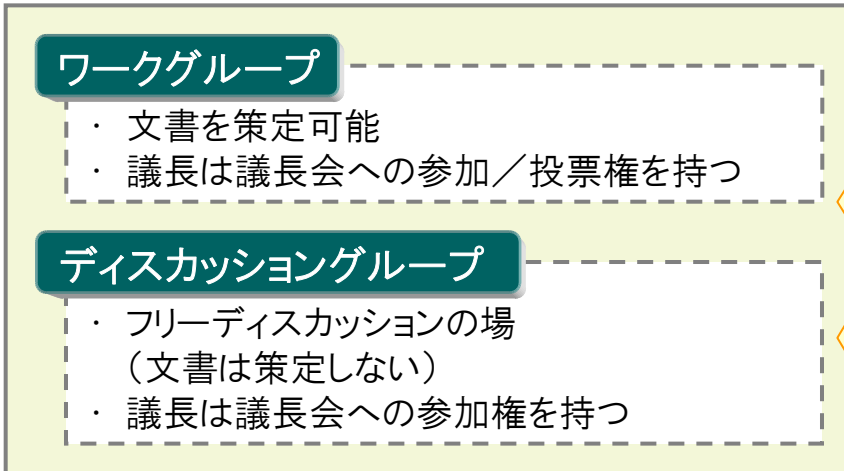 ワークグループ
・ 文書を策定可能
・ 議長は議長会への参加／投票権を持つ
ディスカッショングループ
・ フリーディスカッションの場
（文書は策定しない）
・ 議長は議長会への参加権を持つ